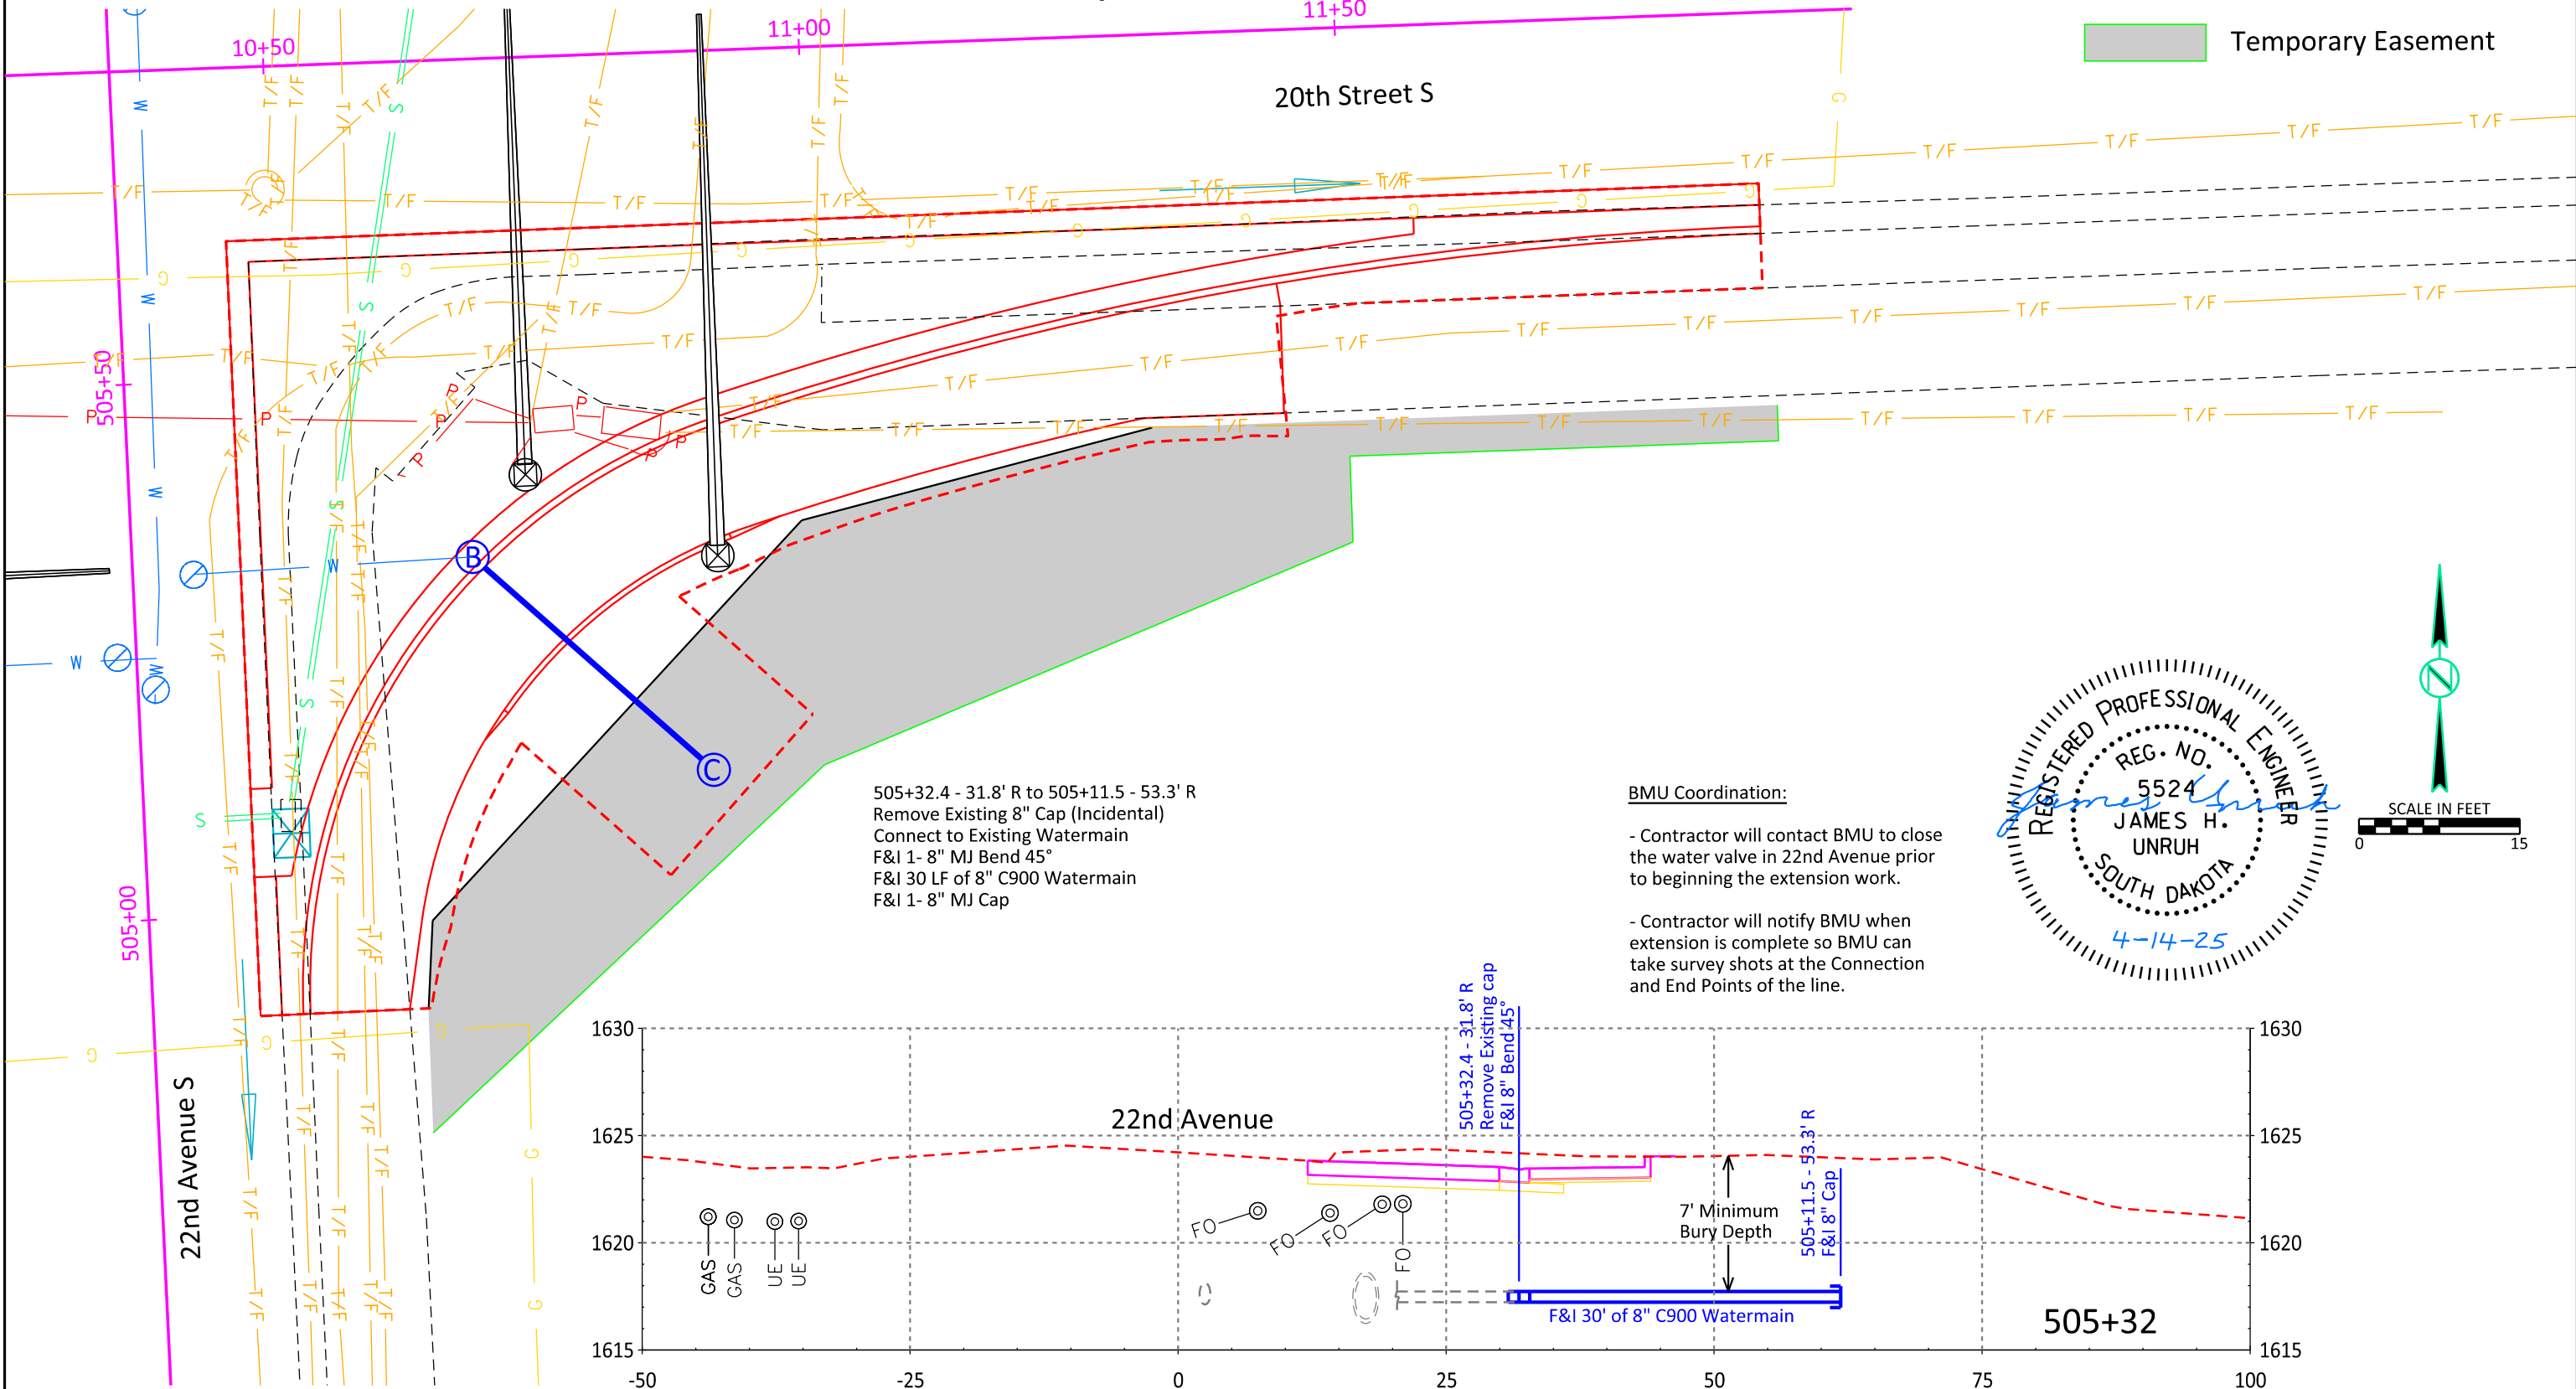 10+50
11+00
11+50
Temporary Easement
20th Street S
505+50
505+00
22nd Avenue S
B
C
505+32.4 - 31.8' R to 505+11.5 - 53.3' R
Remove Existing 8" Cap (Incidental)
Connect to Existing Watermain
F&I 1- 8" MJ Bend 45°
F&I 30 LF of 8" C900 Watermain
F&I 1- 8" MJ Cap
BMU Coordination:
- Contractor will contact BMU to close
the water valve in 22nd Avenue prior
to beginning the extension work.
- Contractor will notify BMU when
extension is complete so BMU can
take survey shots at the Connection
and End Points of the line.
REGISTERED PROFESSIONAL ENGINEER
REG. NO.
5524
JAMES H.
UNRUH
SOUTH DAKOTA
James Unruh
4-14-25
N
SCALE IN FEET
0 15
1630
1625
1620
1615
22nd Avenue
505+32.4 - 31.8' R
Remove Existing cap
F&I 8" Bend 45°
505+11.5 - 53.3' R
F&I 8" Cap
7' Minimum
Bury Depth
GAS
GAS
UE
UE
FO
FO
FO
FO
F&I 30' of 8" C900 Watermain
505+32
1630
1625
1620
1615
-50 -25 0 25 50 75 100
T/F
W
S
G
P